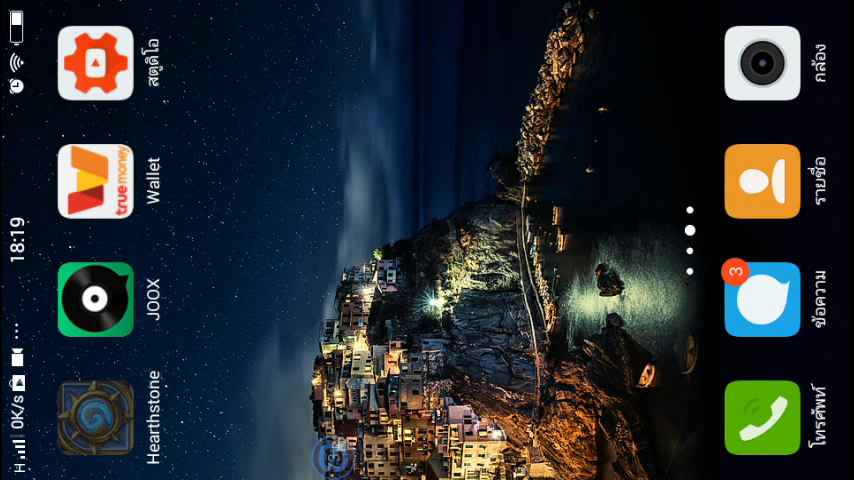 H 0K/s ... 18:19
Hearthstone
JOOX
true money
Wallet
สตูดิโอ
โทรศัพท์
3
ข้อความ
รายชื่อ
กล้อง